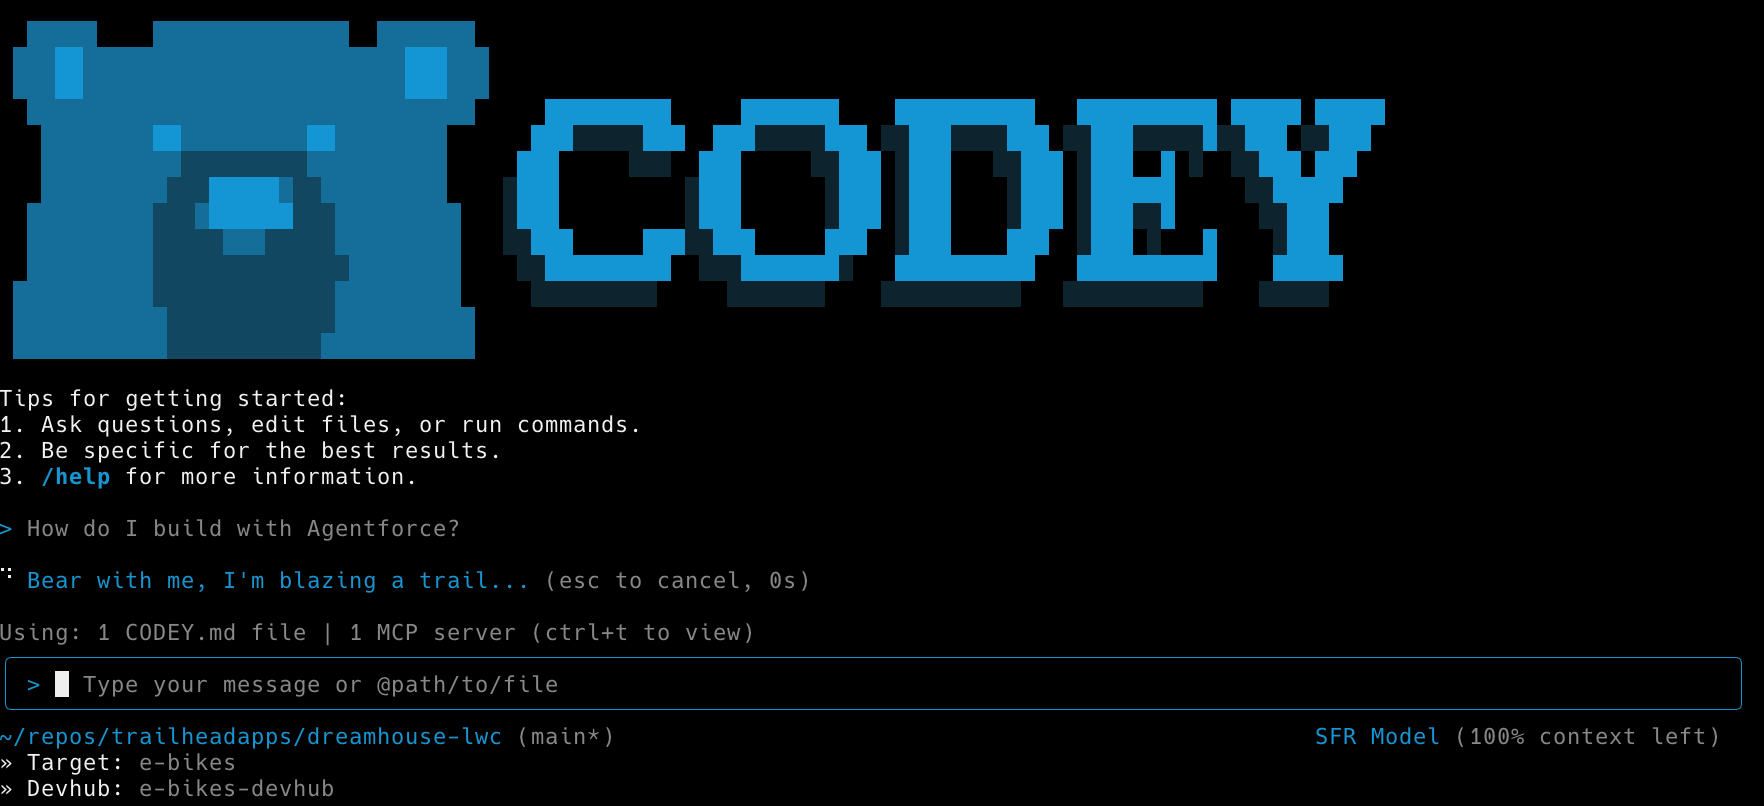 CODEY
Tips for getting started:
1. Ask questions, edit files, or run commands.
2. Be specific for the best results.
3. /help for more information.
> How do I build with Agentforce?
Bear with me, I'm blazing a trail... (esc to cancel, 0s)
Using: 1 CODEY.md file | 1 MCP server (ctrl+t to view)
> Type your message or @path/to/file
~/repos/trailheadapps/dreamhouse-lwc (main*) SFR Model (100% context left)
» Target: e-bikes
» Devhub: e-bikes-devhub